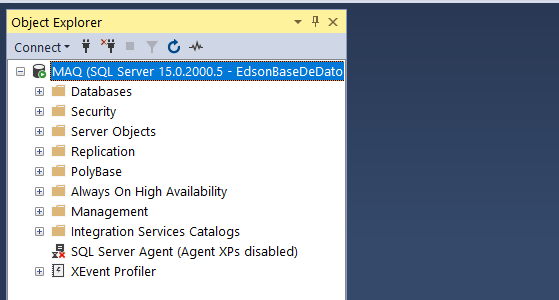 Object Explorer
Connect
MAQ (SQL Server 15.0.2000.5 - EdsonBaseDeDato
Databases
Security
Server Objects
Replication
PolyBase
Always On High Availability
Management
Integration Services Catalogs
SQL Server Agent (Agent XPs disabled)
XEvent Profiler